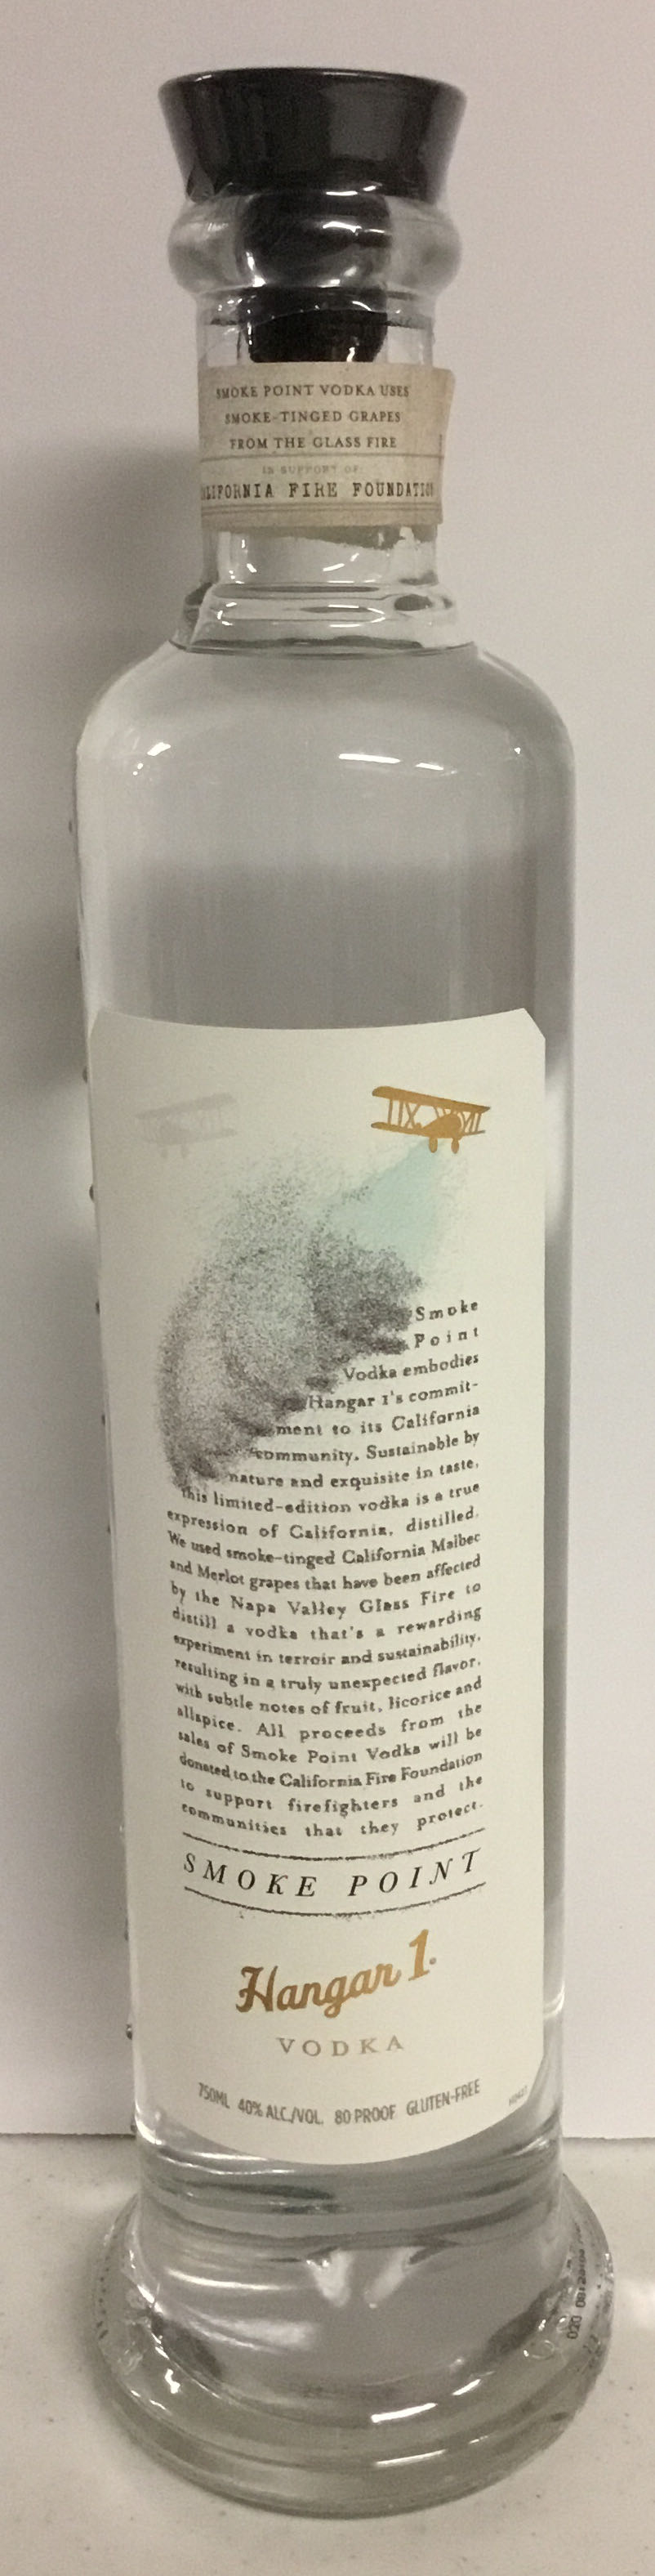 SMOKE POINT VODKA USES
SMOKE-TINGED GRAPES
FROM THE GLASS FIRE
IN SUPPORT OF:
CALIFORNIA FIRE FOUNDATION
Smoke
Point
Vodka embodies
Hangar 1's commit-
ment to its California
community. Sustainable by
nature and exquisite in taste,
this limited-edition vodka is a true
expression of California, distilled.
We used smoke-tinged California Malbec
and Merlot grapes that have been affected
by the Napa Valley Glass Fire to
distill a vodka that's a rewarding
experiment in terroir and sustainability,
resulting in a truly unexpected flavor,
with subtle notes of fruit, licorice and
allspice. All proceeds from the
sales of Smoke Point Vodka will be
donated to the California Fire Foundation
to support firefighters and the
communities that they protect.
SMOKE POINT
Hangar 1.
VODKA
750ML 40% ALC./VOL. 80 PROOF GLUTEN-FREE